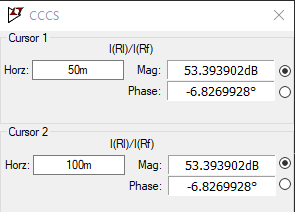 CCCS
Cursor 1
I(Rl)/I(Rf)
Horz: 50m Mag: 53.393902dB
Phase: -6.8269928°
Cursor 2
I(Rl)/I(Rf)
Horz: 100m Mag: 53.393902dB
Phase: -6.8269928°